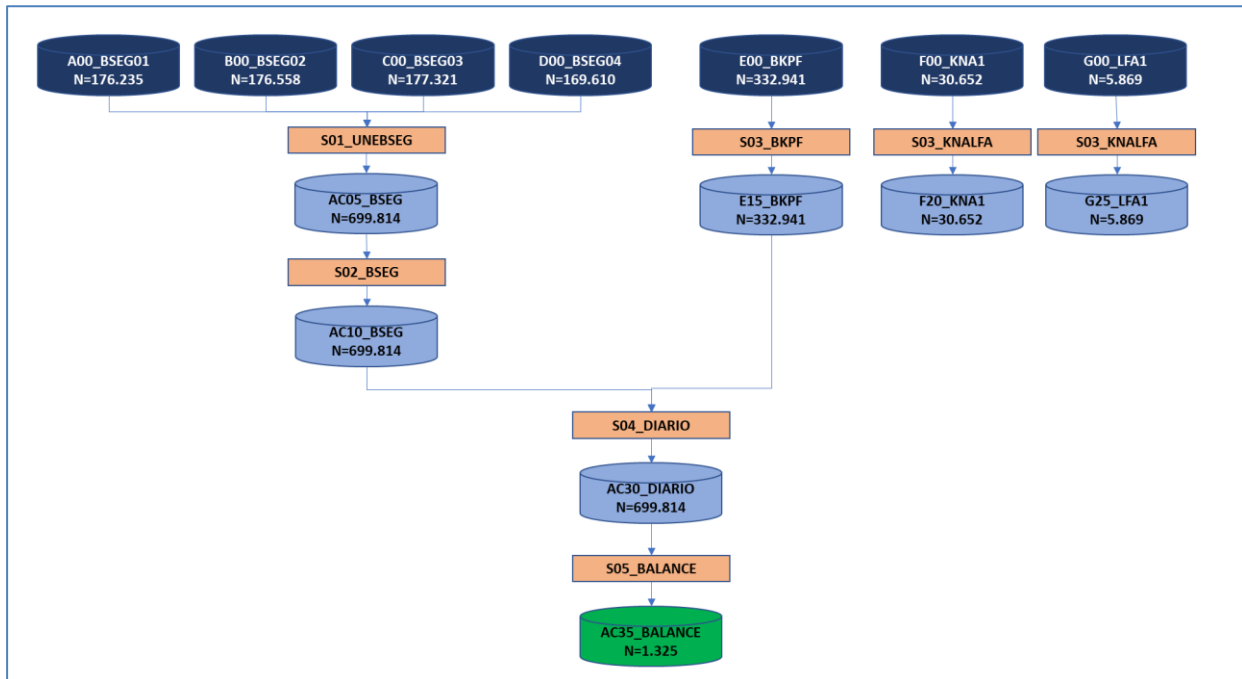 A00_BSEG01
N=176.235
B00_BSEG02
N=176.558
C00_BSEG03
N=177.321
D00_BSEG04
N=169.610
E00_BKPF
N=332.941
F00_KNA1
N=30.652
G00_LFA1
N=5.869
S01_UNEBSEG
S03_BKPF
S03_KNALFA
S03_KNALFA
AC05_BSEG
N=699.814
E15_BKPF
N=332.941
F20_KNA1
N=30.652
G25_LFA1
N=5.869
S02_BSEG
AC10_BSEG
N=699.814
S04_DIARIO
AC30_DIARIO
N=699.814
S05_BALANCE
AC35_BALANCE
N=1.325